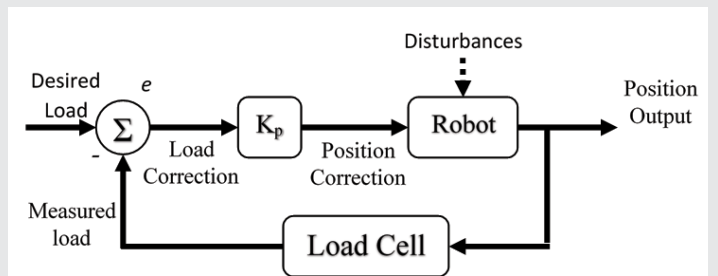 Disturbances
Desired
Load
e
Σ
-
Load
Correction
Kp
Position
Correction
Robot
Position
Output
Measured
load
Load Cell